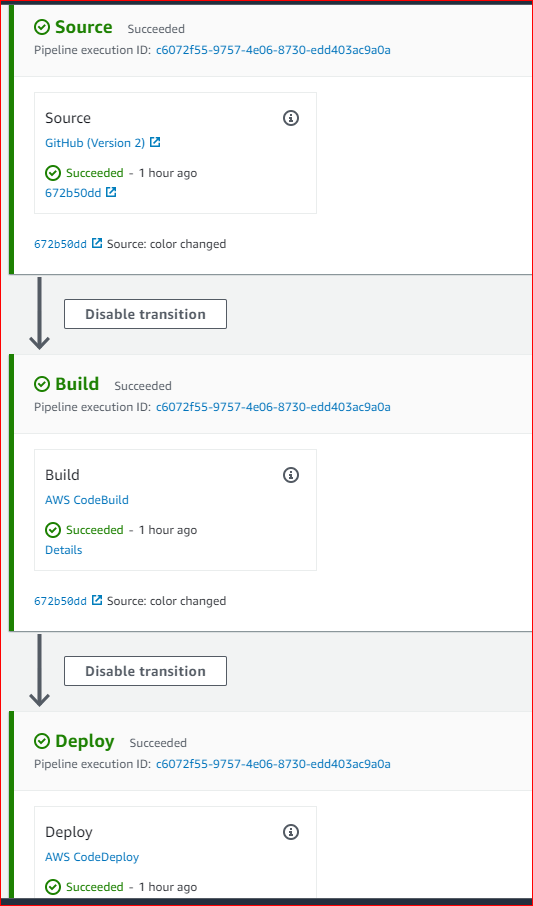 Source Succeeded
Pipeline execution ID: c6072f55-9757-4e06-8730-edd403ac9a0a
Source
GitHub (Version 2)
Succeeded - 1 hour ago
672b50dd
672b50dd Source: color changed
Disable transition
Build Succeeded
Pipeline execution ID: c6072f55-9757-4e06-8730-edd403ac9a0a
Build
AWS CodeBuild
Succeeded - 1 hour ago
Details
672b50dd Source: color changed
Disable transition
Deploy Succeeded
Pipeline execution ID: c6072f55-9757-4e06-8730-edd403ac9a0a
Deploy
AWS CodeDeploy
Succeeded - 1 hour ago